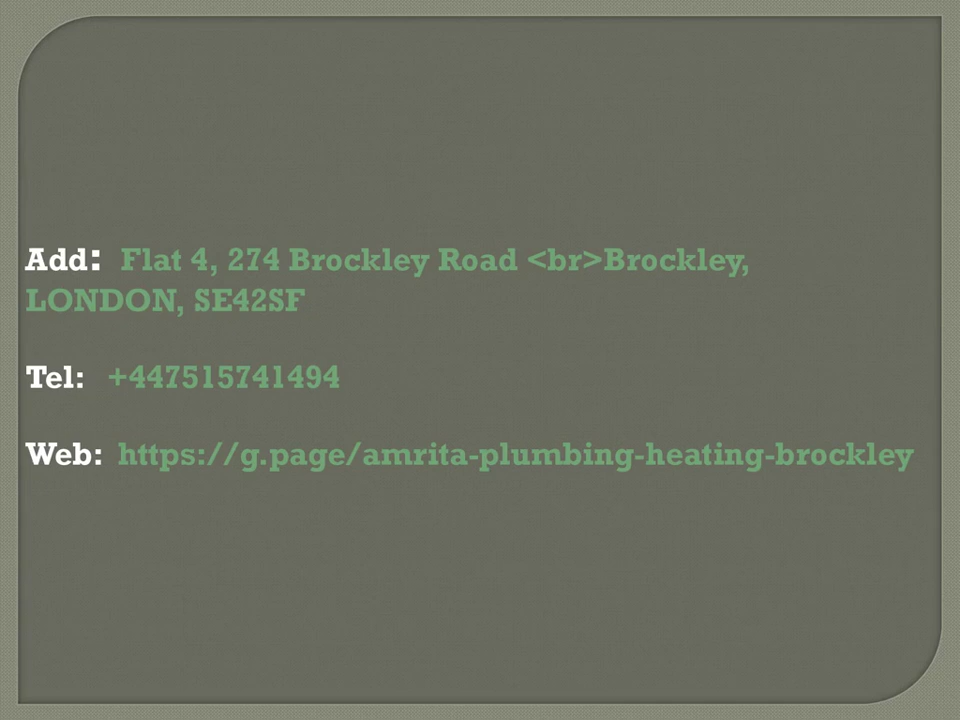 Add: Flat 4, 274 Brockley Road <br>Brockley,
LONDON, SE42SF
Tel: +447515741494
Web: https://g.page/amrita-plumbing-heating-brockley